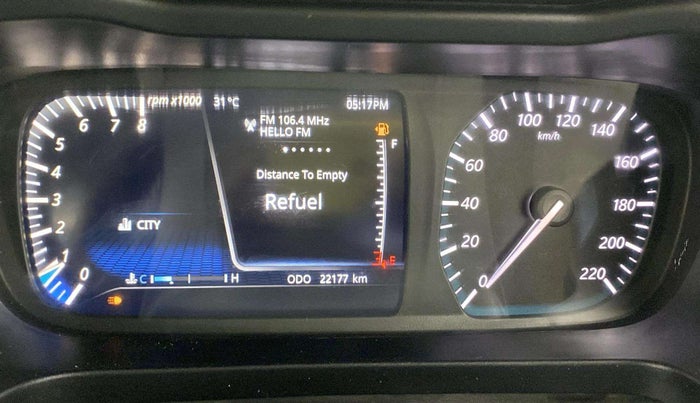 rpm x1000
31°C
05:17PM
FM 106.4 MHz
HELLO FM
Distance To Empty
Refuel
F
E
CITY
C H
ODO 22177 km
0
1
2
3
4
5
6
7
8
km/h
0
20
40
60
80
100
120
140
160
180
200
220